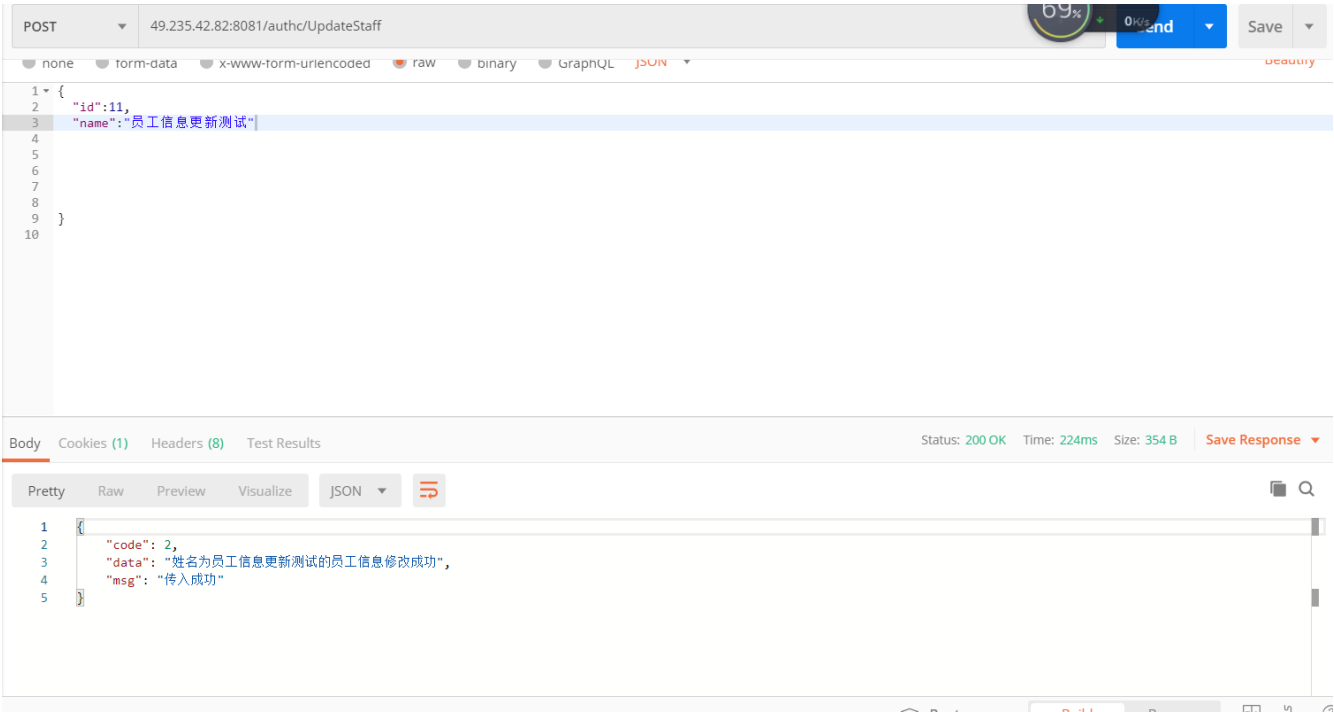 POST 49.235.42.82:8081/authc/UpdateStaff 69% 0K/s end Save
none form-data x-www-form-urlencoded raw binary GraphQL JSON Beautify
1 {
2 "id":11,
3 "name":"员工信息更新测试"
4
5
6
7
8
9 }
10
Body Cookies (1) Headers (8) Test Results Status: 200 OK Time: 224ms Size: 354 B Save Response
Pretty Raw Preview Visualize JSON
1 {
2 "code": 2,
3 "data": "姓名为员工信息更新测试的员工信息修改成功",
4 "msg": "传入成功"
5 }